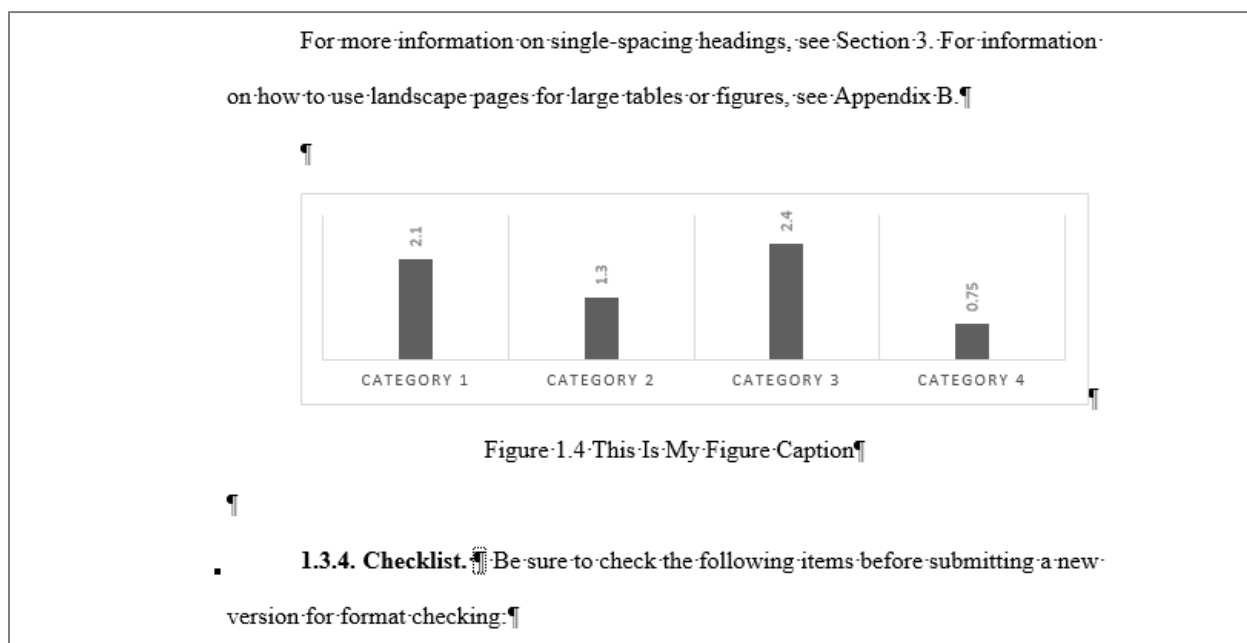 For more information on single-spacing headings, see Section 3. For information
on how to use landscape pages for large tables or figures, see Appendix B.¶
¶
2.1
1.3
2.4
0.75
CATEGORY 1
CATEGORY 2
CATEGORY 3
CATEGORY 4
¶
Figure 1.4 This Is My Figure Caption¶
¶
1.3.4. Checklist. ¶ Be sure to check the following items before submitting a new
version for format checking:¶